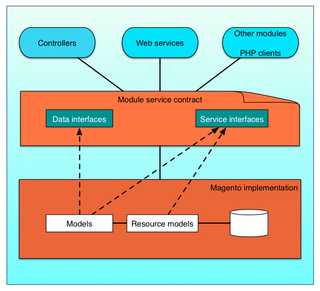 Controllers
Web services
Other modules
PHP clients
Module service contract
Data interfaces
Service interfaces
Magento implementation
Models
Resource models